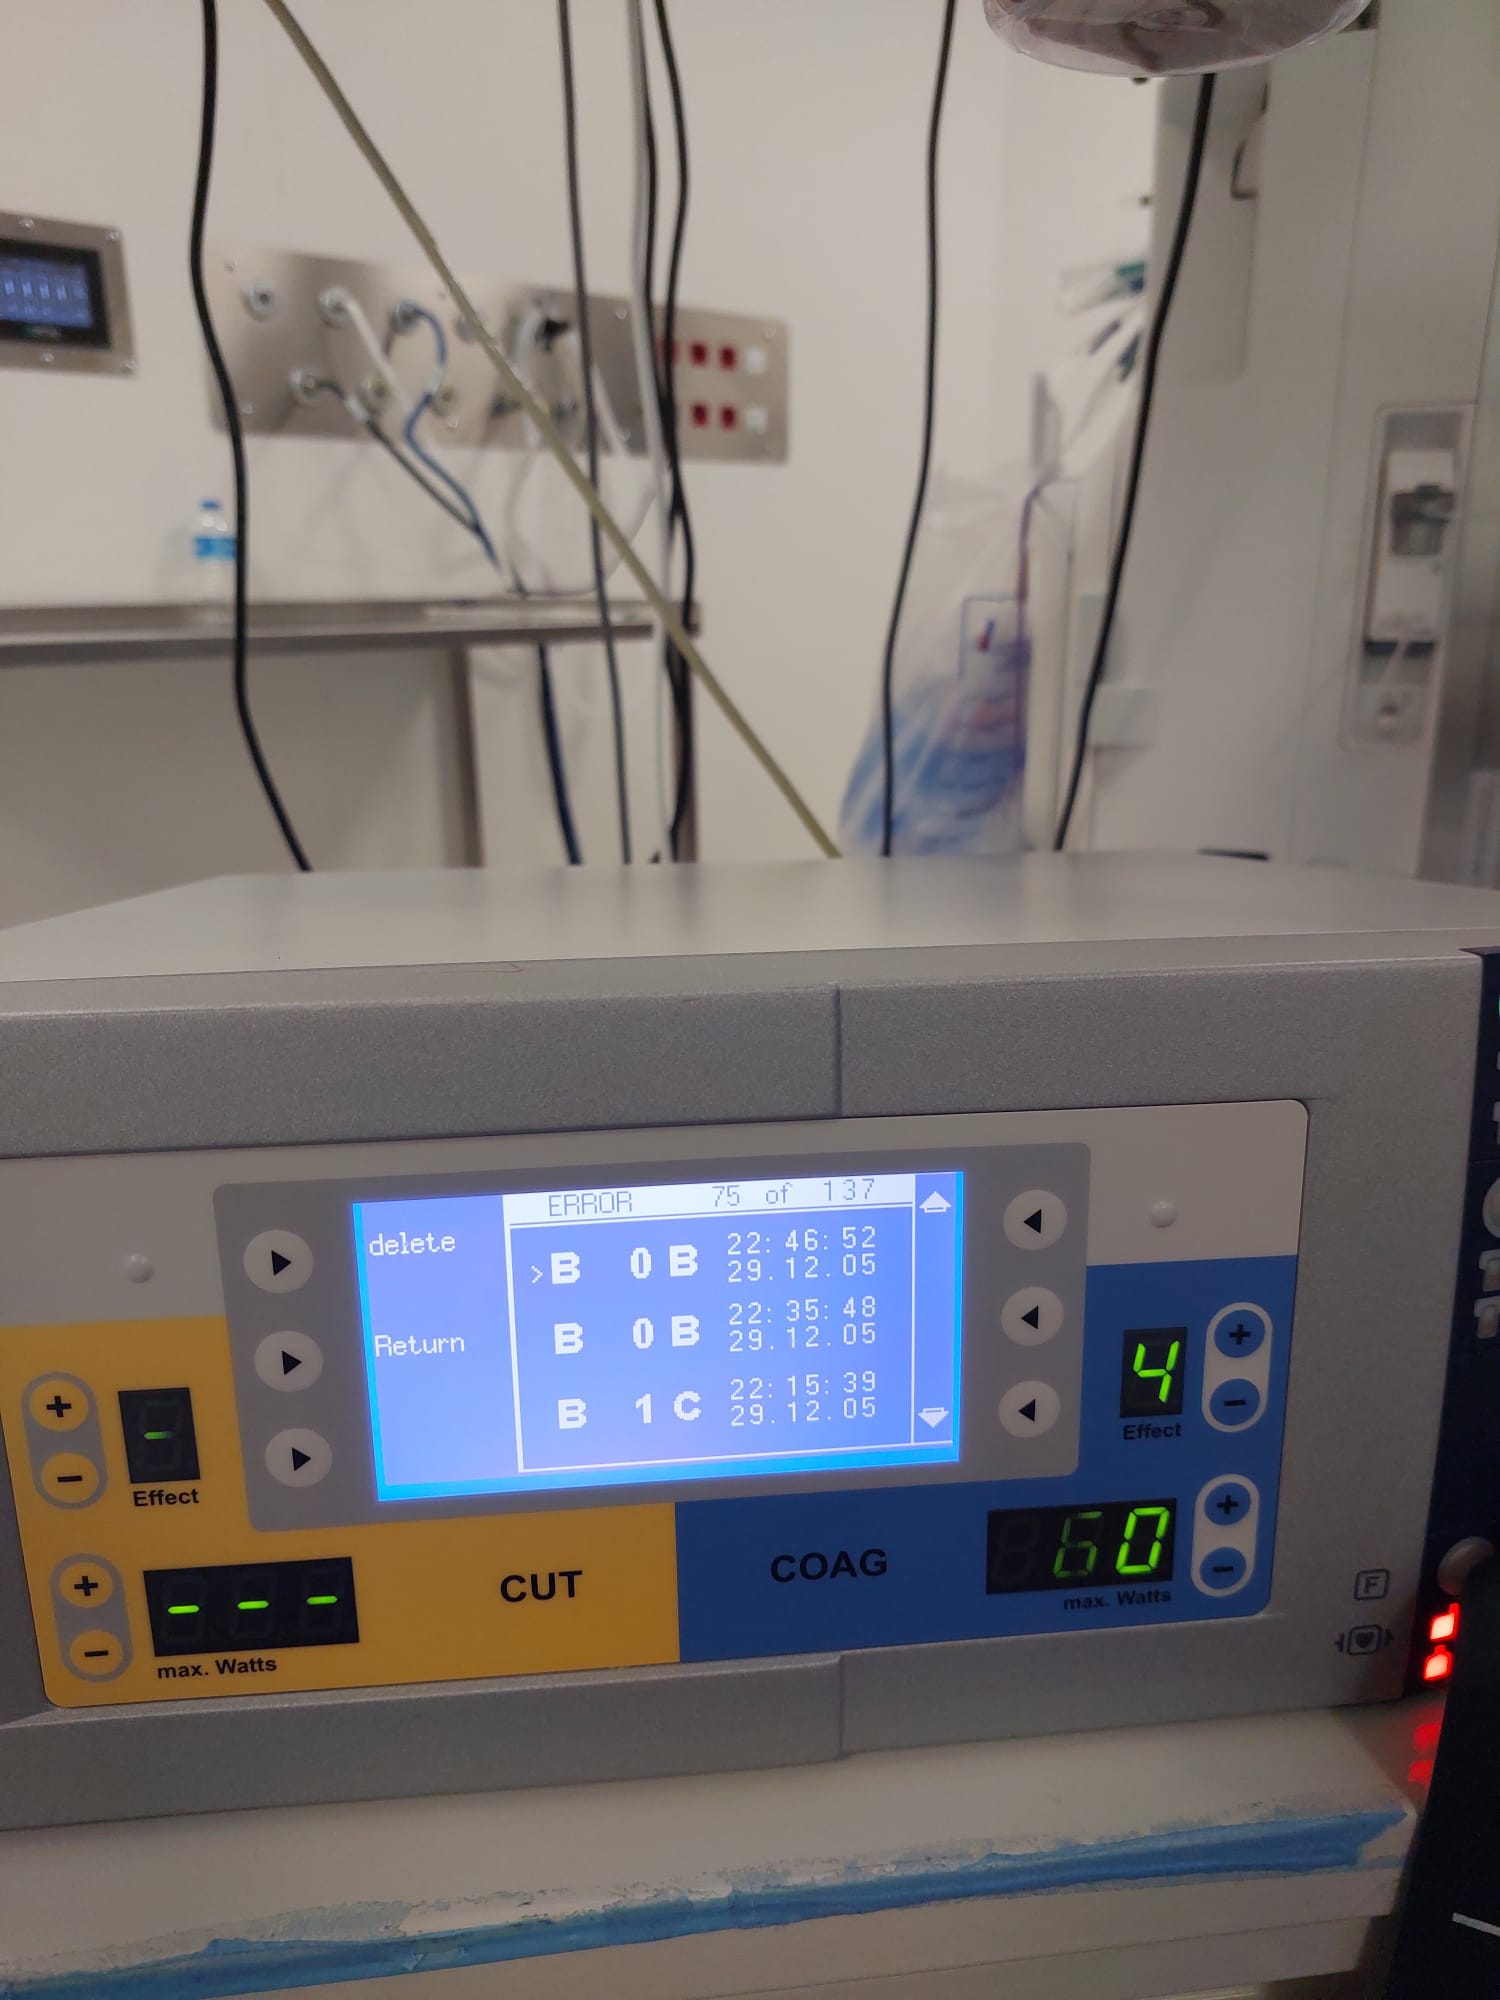 ERROR 75 of 137
delete
>B 0 B 22:46:52
29.12.05
Return
B 0 B 22:35:48
29.12.05
B 1 C 22:15:39
29.12.05
+
-
-
Effect
4
+
-
Effect
+
-
- - -
max. Watts
CUT
COAG
60
+
-
max. Watts
F